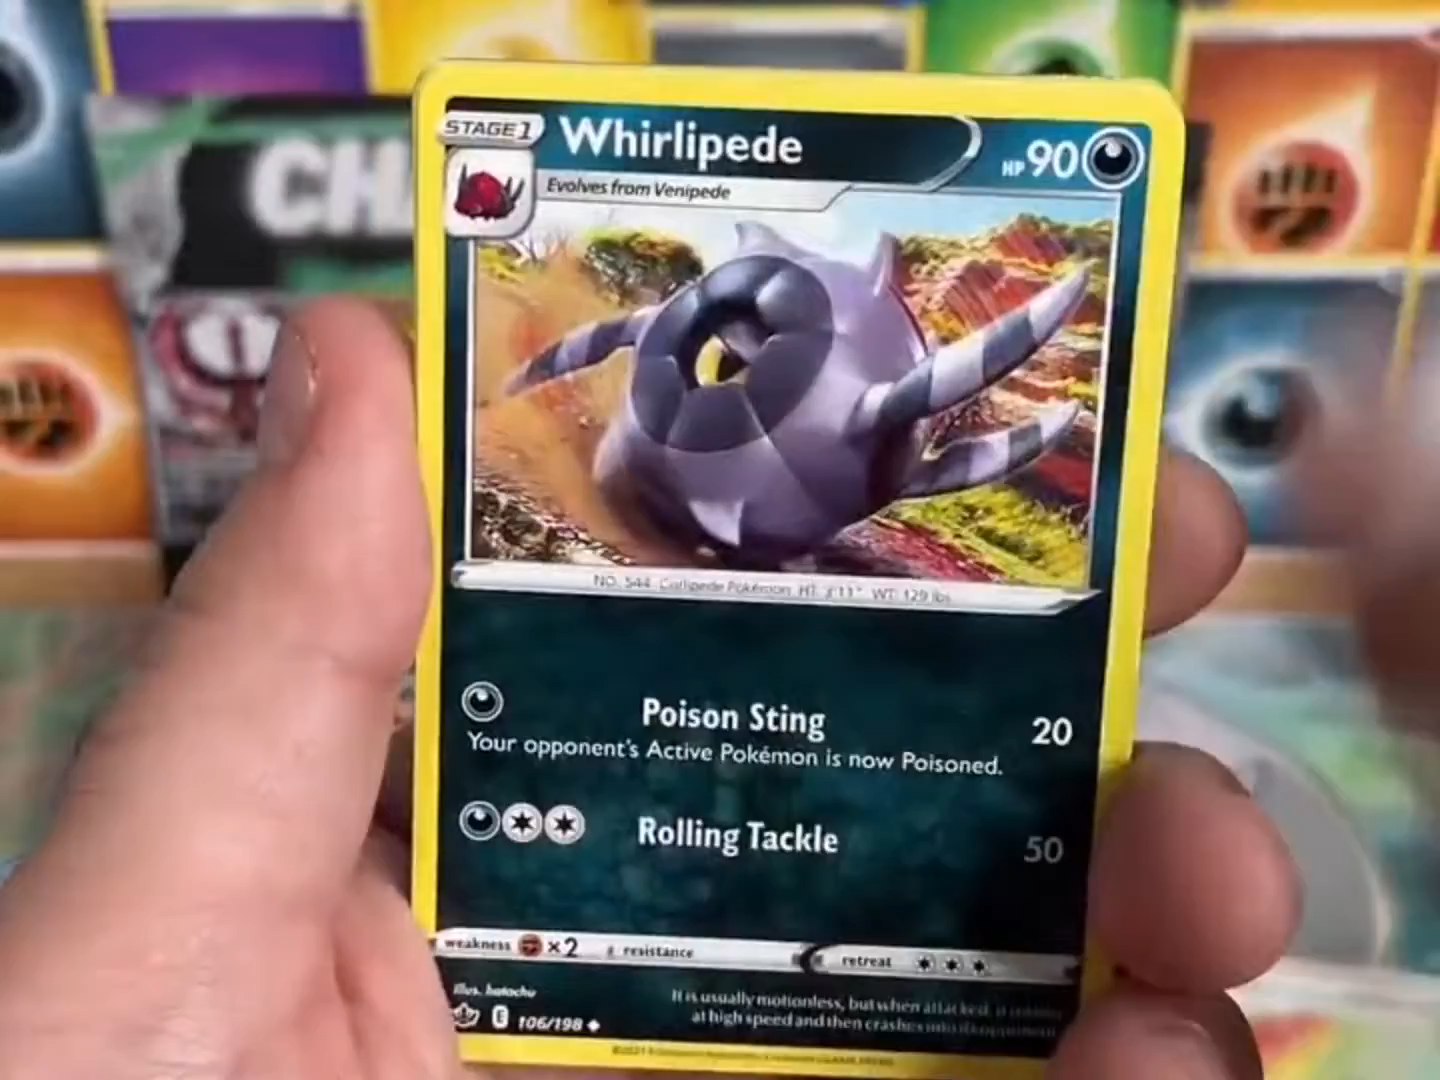 CH
STAGE 1
Whirlipede
HP 90
Evolves from Venipede
NO. 544 Curlipede Pokémon HT: 3'11" WT: 129 lbs.
Poison Sting
20
Your opponent's Active Pokémon is now Poisoned.
Rolling Tackle
50
weakness ×2 resistance retreat
Illus. hatachu
It is usually motionless, but when attacked, it rotates
at high speed and then crashes into its opponent.
E 106/198